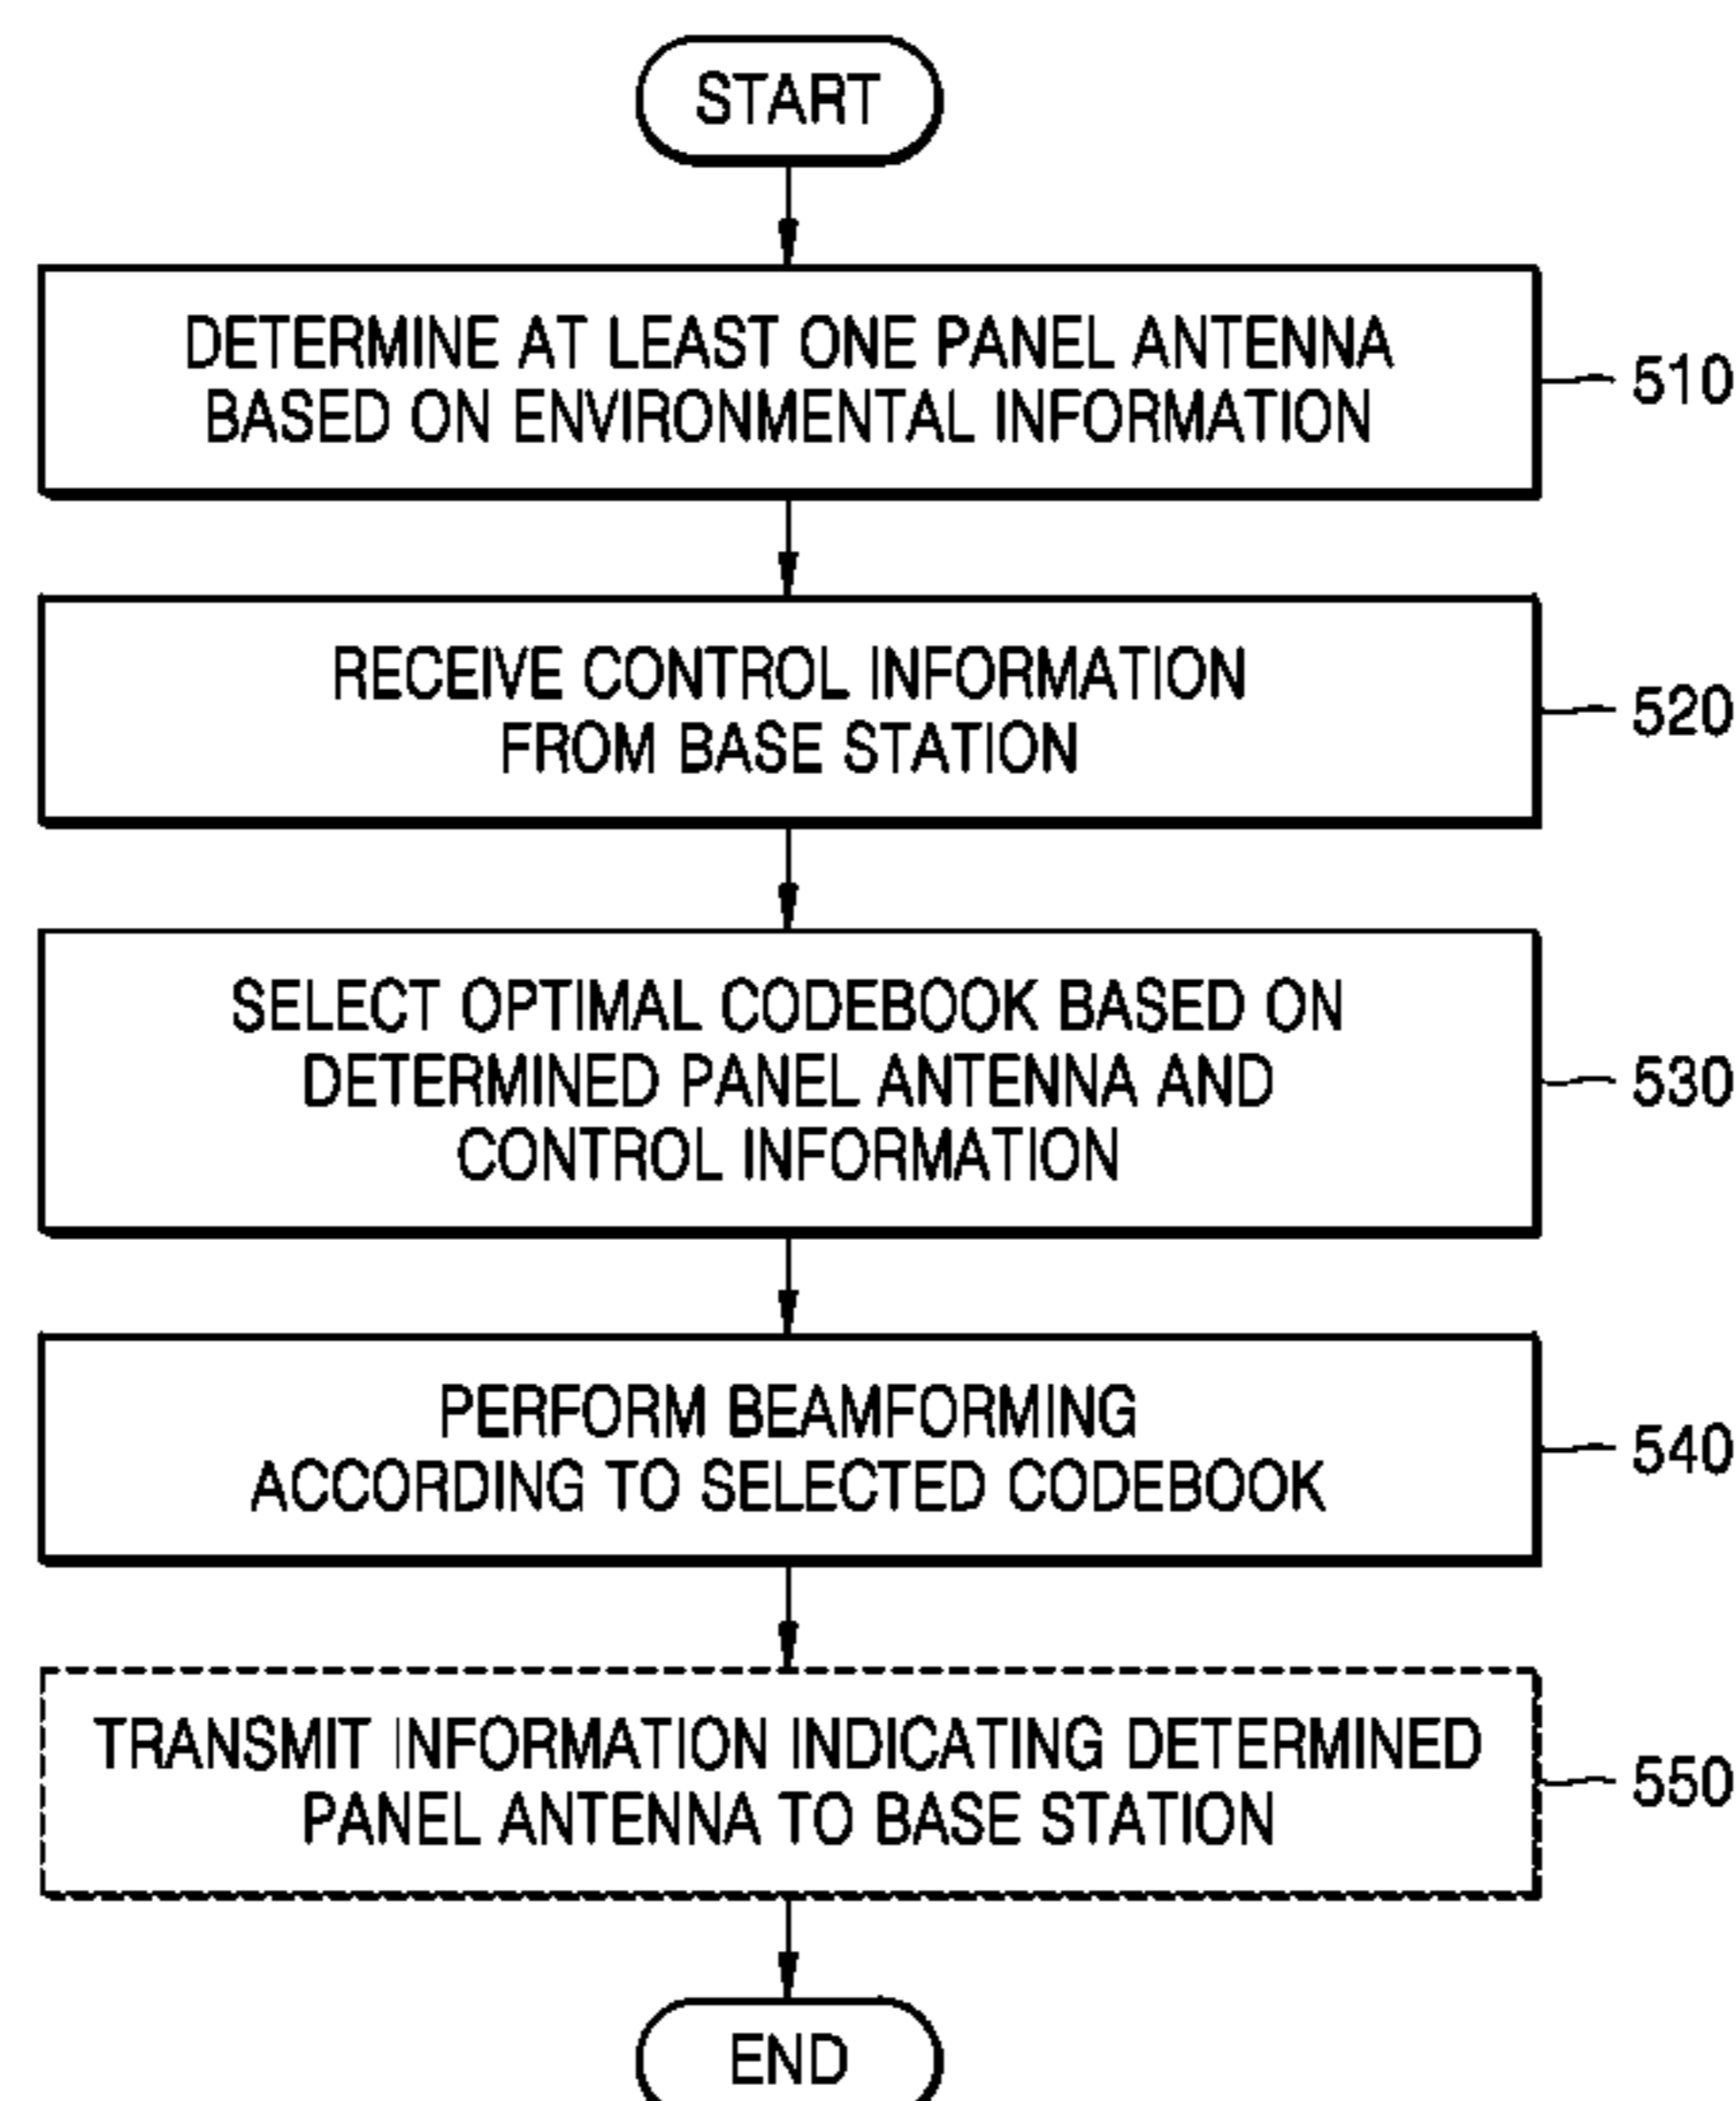 START
DETERMINE AT LEAST ONE PANEL ANTENNA
BASED ON ENVIRONMENTAL INFORMATION
510
RECEIVE CONTROL INFORMATION
FROM BASE STATION
520
SELECT OPTIMAL CODEBOOK BASED ON
DETERMINED PANEL ANTENNA AND
CONTROL INFORMATION
530
PERFORM BEAMFORMING
ACCORDING TO SELECTED CODEBOOK
540
TRANSMIT INFORMATION INDICATING DETERMINED
PANEL ANTENNA TO BASE STATION
550
END